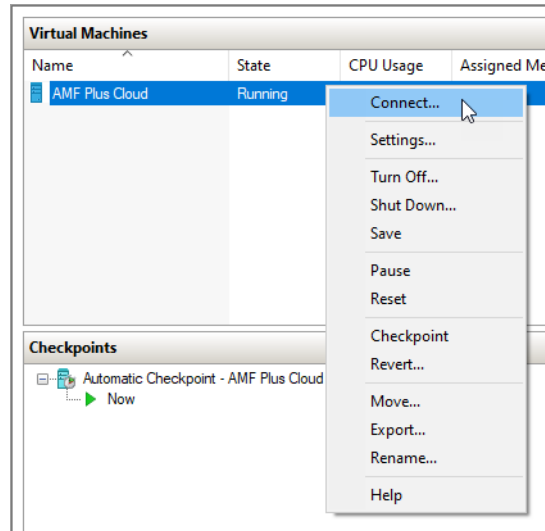 Virtual Machines
Name State CPU Usage Assigned Me
AMF Plus Cloud Running
Connect...
Settings...
Turn Off...
Shut Down...
Save
Pause
Reset
Checkpoint
Revert...
Move...
Export...
Rename...
Help
Checkpoints
Automatic Checkpoint - AMF Plus Cloud
Now